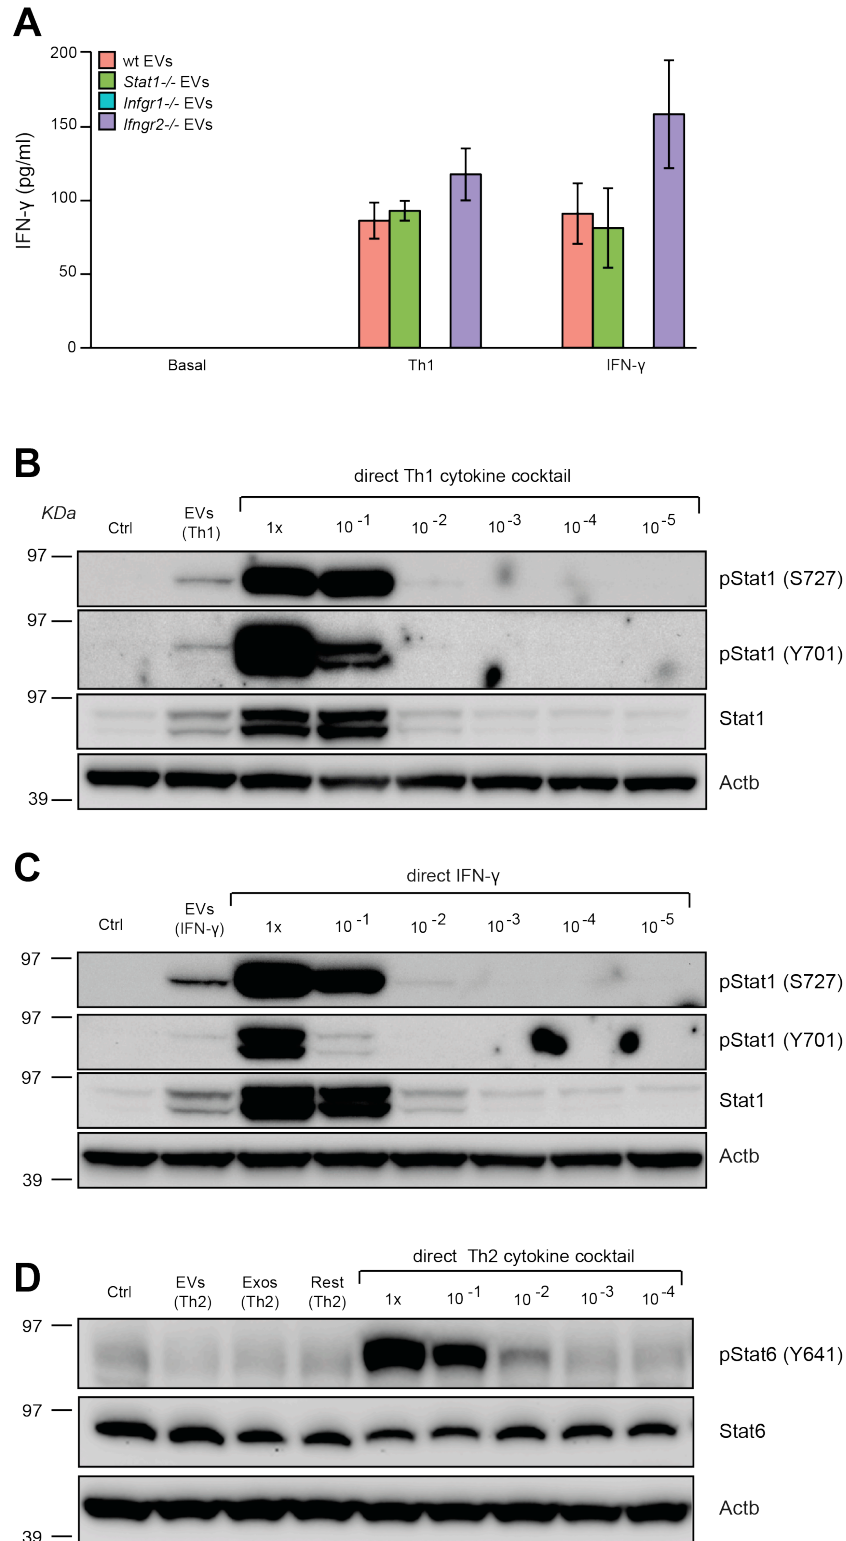 A
200
150
100
50
0
IFN-γ (pg/ml)
wt EVs
Stat1-/- EVs
Infgr1-/- EVs
Ifngr2-/- EVs
Basal Th1 IFN-γ
B
direct Th1 cytokine cocktail
KDa Ctrl EVs (Th1) 1x 10-1 10-2 10-3 10-4 10-5
97 pStat1 (S727)
97 pStat1 (Y701)
97 Stat1
39 Actb
C
direct IFN-γ
Ctrl EVs (IFN-γ) 1x 10-1 10-2 10-3 10-4 10-5
97 pStat1 (S727)
97 pStat1 (Y701)
97 Stat1
39 Actb
D
direct Th2 cytokine cocktail
Ctrl EVs (Th2) Exos (Th2) Rest (Th2) 1x 10-1 10-2 10-3 10-4
97 pStat6 (Y641)
97 Stat6
Actb
39